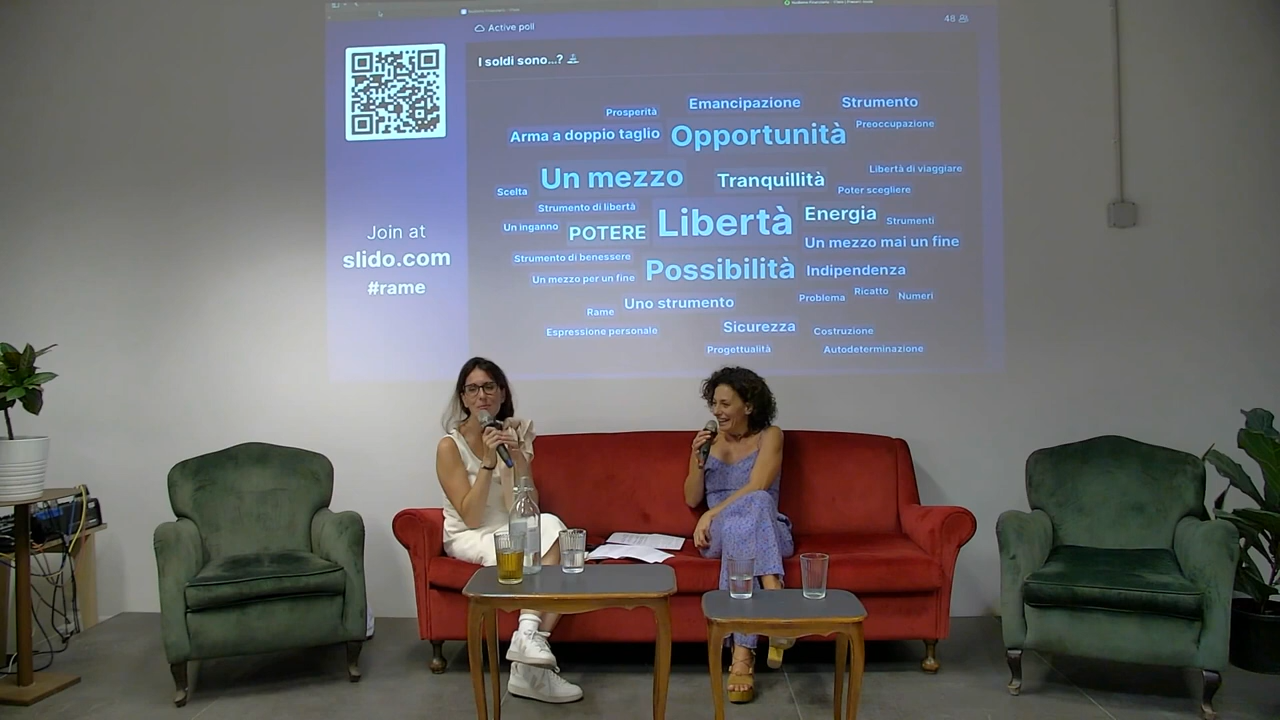 Active poll
48
I soldi sono...?
Join at
slido.com
#rame
Emancipazione
Strumento
Prosperità
Preoccupazione
Arma a doppio taglio
Opportunità
Libertà di viaggiare
Un mezzo
Tranquillità
Poter scegliere
Scelta
Strumento di libertà
Libertà
Energia
Strumenti
Un inganno
POTERE
Un mezzo mai un fine
Strumento di benessere
Possibilità
Indipendenza
Un mezzo per un fine
Problema
Ricatto
Numeri
Uno strumento
Rame
Espressione personale
Sicurezza
Costruzione
Progettualità
Autodeterminazione